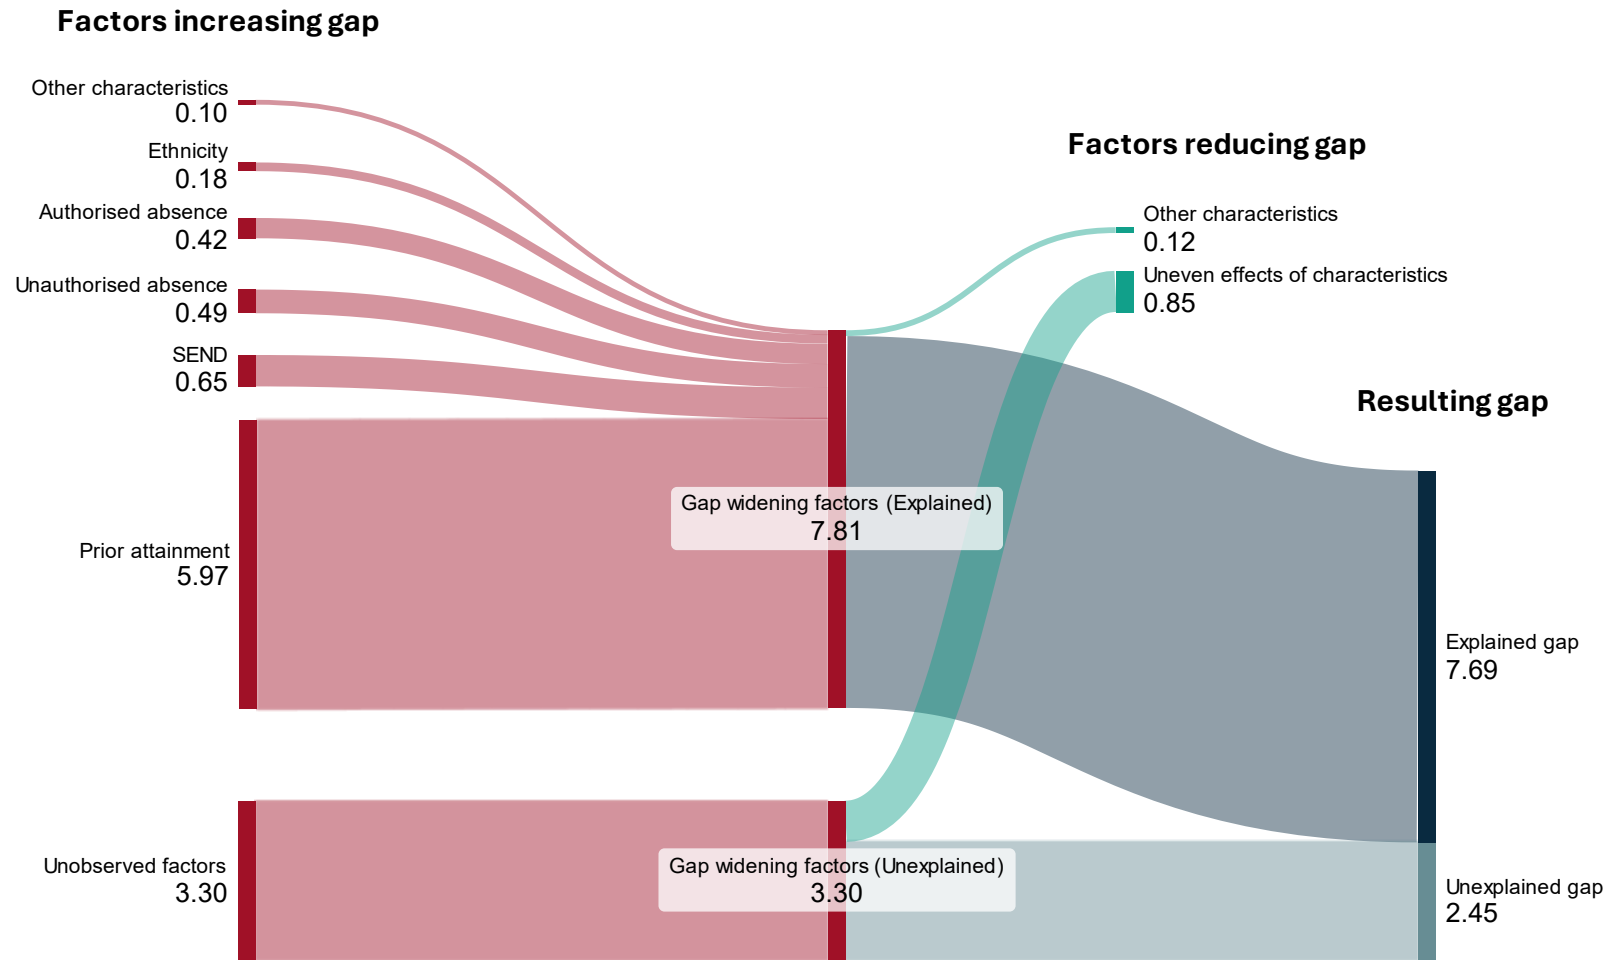 Factors increasing gap
Other characteristics
0.10
Ethnicity
0.18
Authorised absence
0.42
Unauthorised absence
0.49
SEND
0.65
Prior attainment
5.97
Unobserved factors
3.30
Gap widening factors (Explained)
7.81
Gap widening factors (Unexplained)
3.30
Factors reducing gap
Other characteristics
0.12
Uneven effects of characteristics
0.85
Resulting gap
Explained gap
7.69
Unexplained gap
2.45